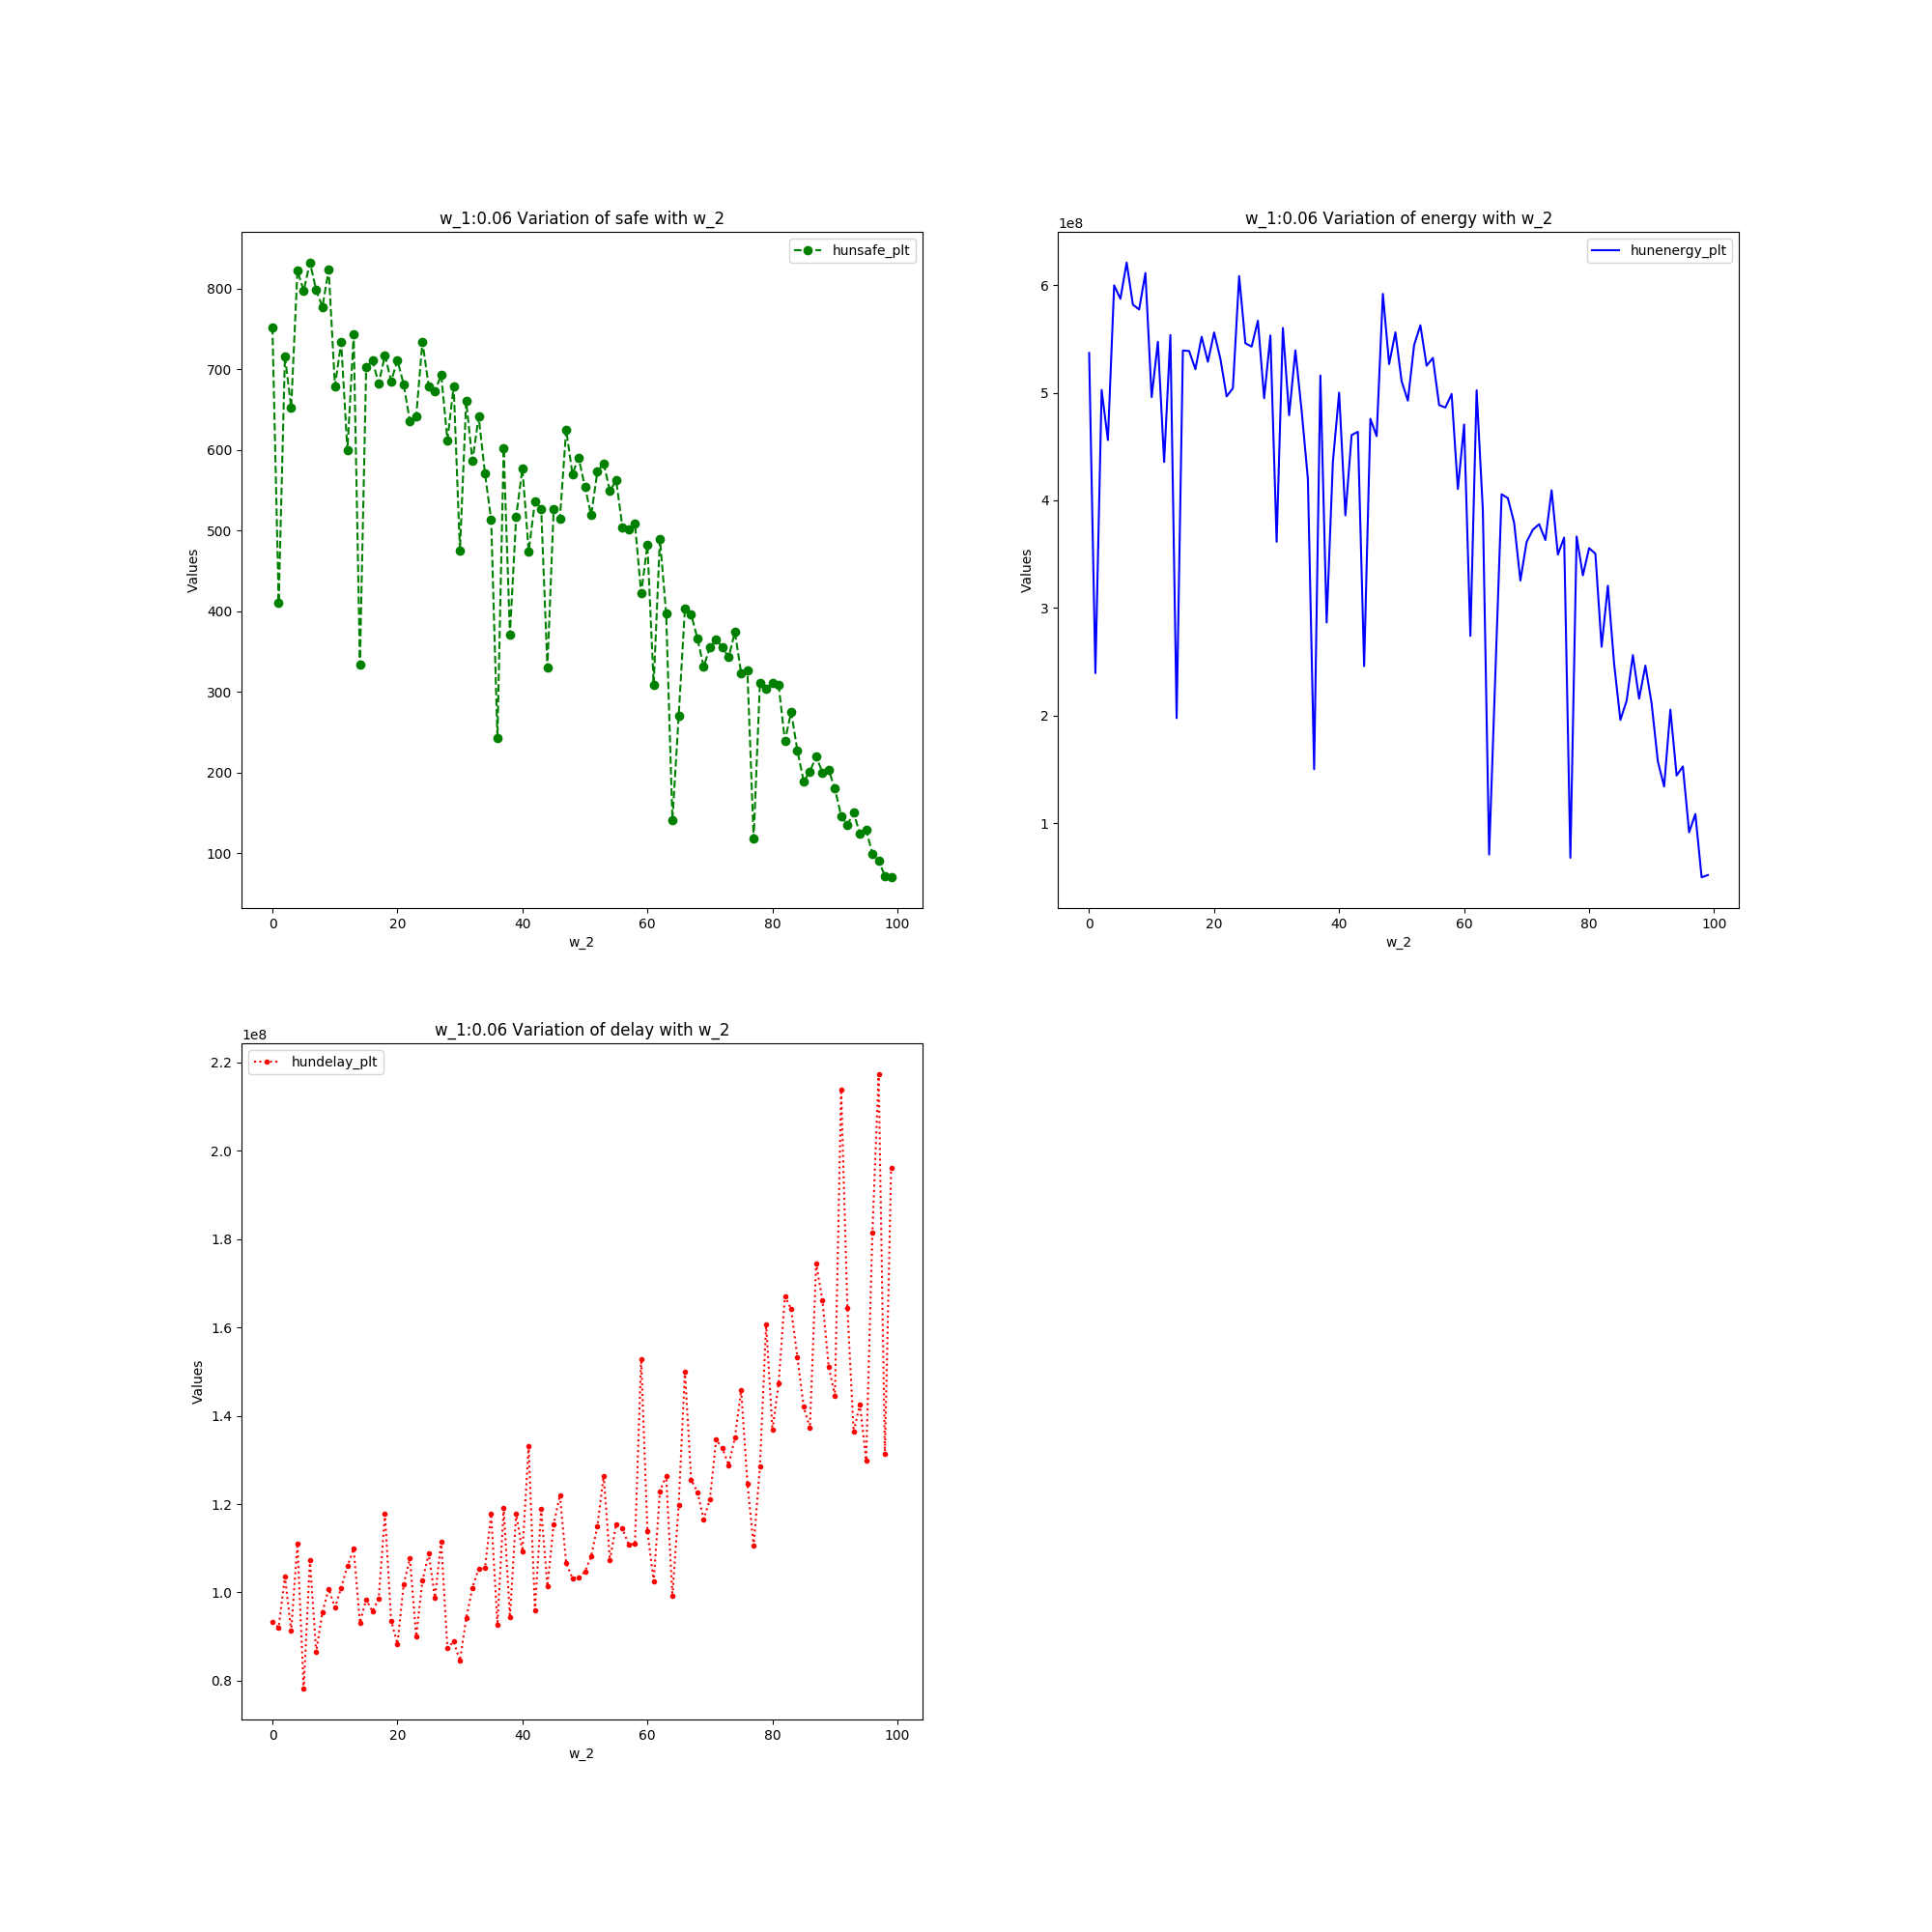 w_1:0.06 Variation of safe with w_2
hunsafe_plt
800
700
600
500
400
300
200
100
Values
0 20 40 60 80 100
w_2
w_1:0.06 Variation of energy with w_2
1e8
hunenergy_plt
6
5
4
3
2
1
Values
0 20 40 60 80 100
w_2
w_1:0.06 Variation of delay with w_2
1e8
hundelay_plt
2.2
2.0
1.8
1.6
1.4
1.2
1.0
0.8
Values
0 20 40 60 80 100
w_2